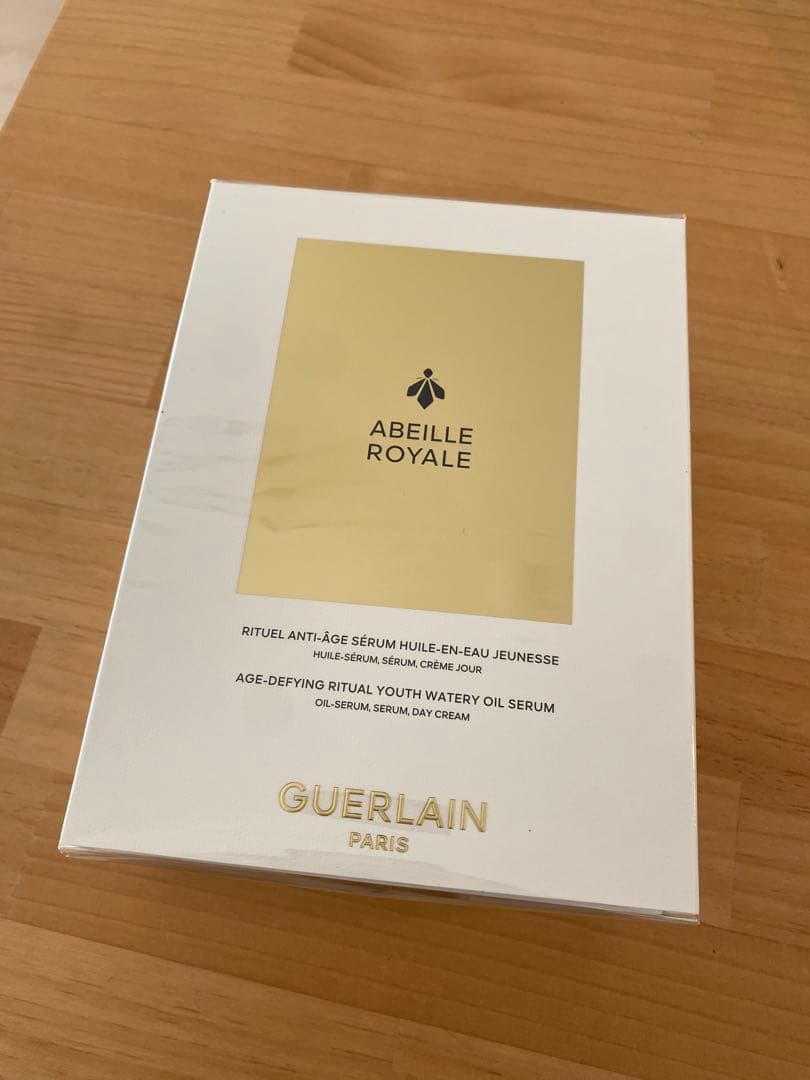 ABEILLE
ROYALE
RITUEL ANTI-ÂGE SÉRUM HUILE-EN-EAU JEUNESSE
HUILE-SÉRUM, SÉRUM, CRÈME JOUR
AGE-DEFYING RITUAL YOUTH WATERY OIL SERUM
OIL-SERUM, SERUM, DAY CREAM
GUERLAIN
PARIS